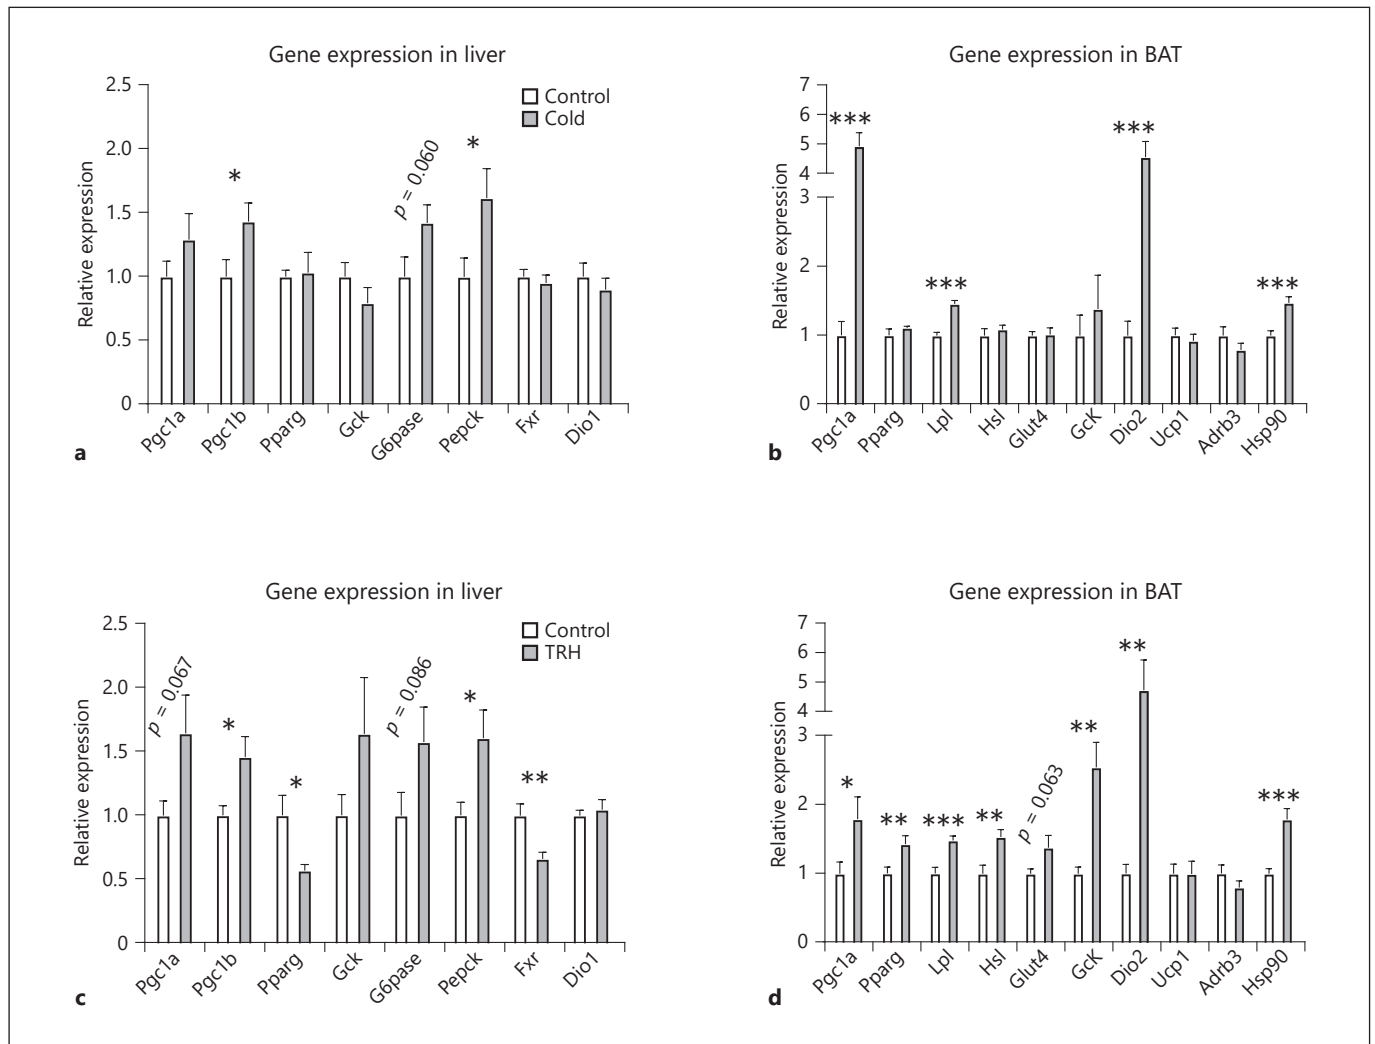 Gene expression in liver
2.5
2.0
1.5
1.0
0.5
0
Relative expression
Control
Cold
*
p = 0.060
*
Pgc1a
Pgc1b
Pparg
Gck
G6pase
Pepck
Fxr
Dio1
a
Gene expression in BAT
7
6
5
4
3
2
1
0
Relative expression
***
***
***
***
Pgc1a
Pparg
Lpl
Hsl
Glut4
GcK
Dio2
Ucp1
Adrb3
Hsp90
b
Gene expression in liver
2.5
2.0
1.5
1.0
0.5
0
Relative expression
Control
TRH
p = 0.067
*
*
p = 0.086
*
**
Pgc1a
Pgc1b
Pparg
Gck
G6pase
Pepck
Fxr
Dio1
c
Gene expression in BAT
7
6
5
4
3
2
1
0
Relative expression
*
**
***
**
p = 0.063
**
**
***
Pgc1a
Pparg
Lpl
Hsl
Glut4
GcK
Dio2
Ucp1
Adrb3
Hsp90
d